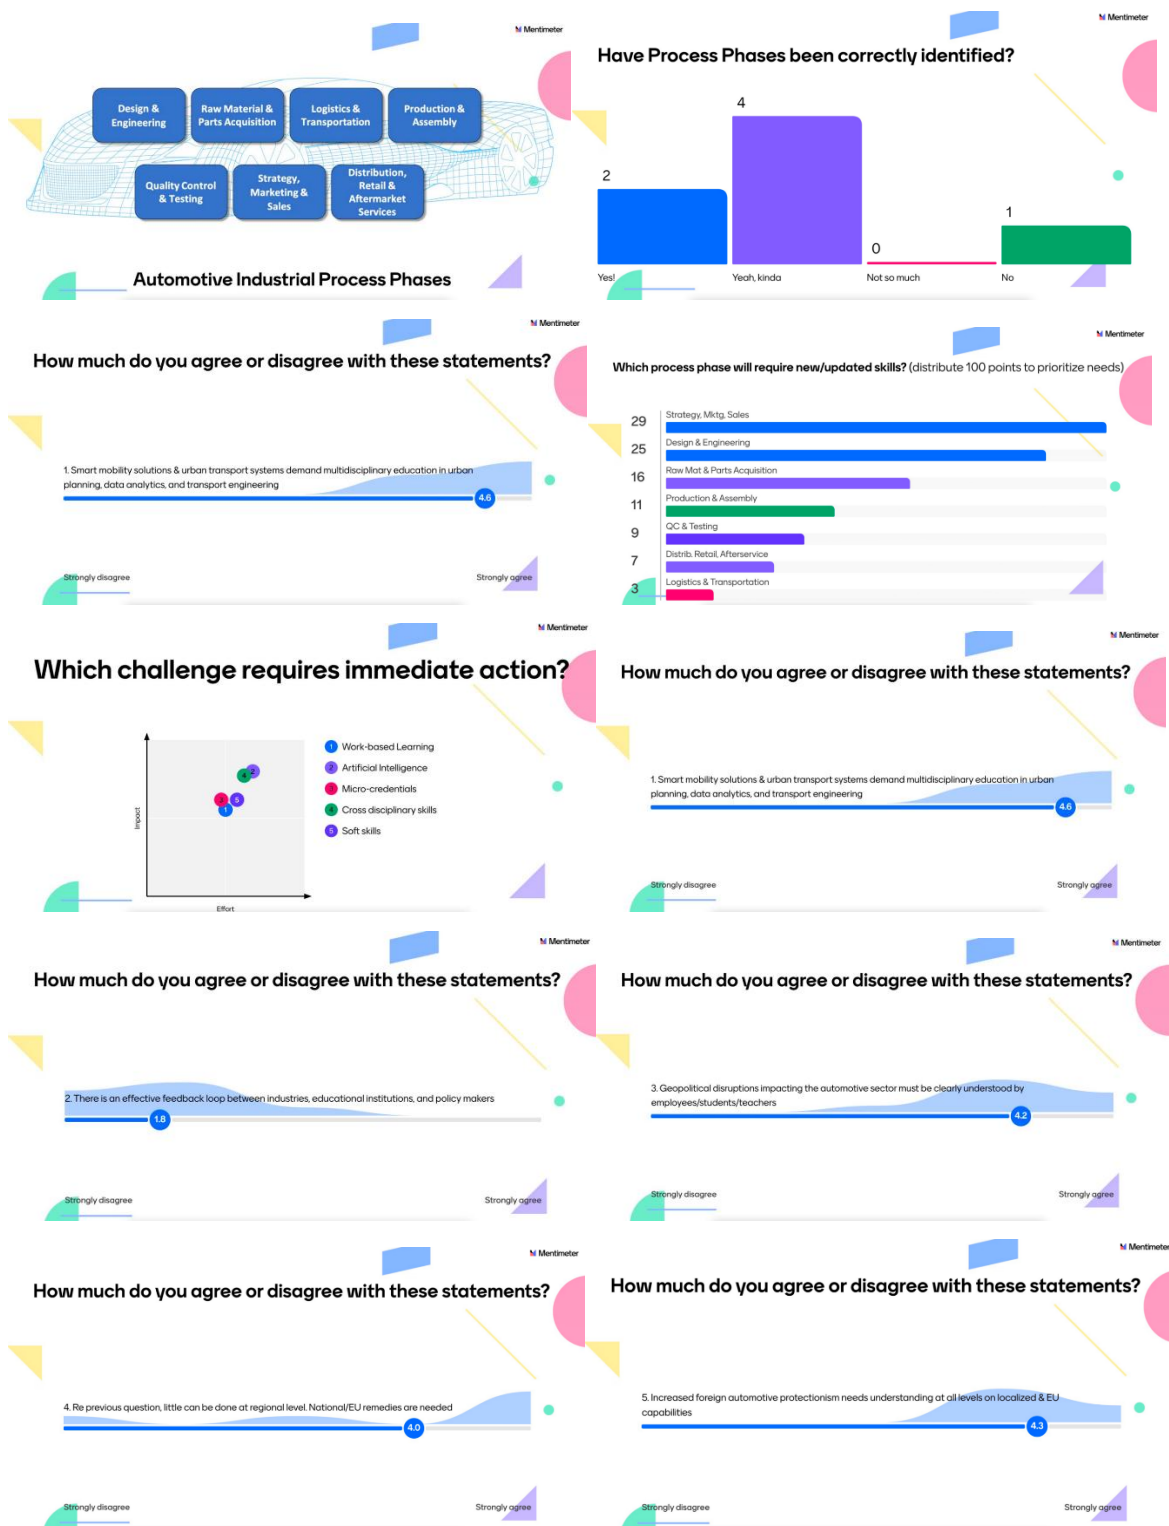 Mentimeter
Design &
Engineering
Raw Material &
Parts Acquisition
Logistics &
Transportation
Production &
Assembly
Quality Control
& Testing
Strategy,
Marketing &
Sales
Distribution,
Retail &
Aftermarket
Services
Automotive Industrial Process Phases
Mentimeter
Have Process Phases been correctly identified?
2
4
0
1
Yes!
Yeah, kinda
Not so much
No
Mentimeter
How much do you agree or disagree with these statements?
1. Smart mobility solutions & urban transport systems demand multidisciplinary education in urban
planning, data analytics, and transport engineering
4.6
Strongly disagree
Strongly agree
Mentimeter
Which process phase will require new/updated skills? (distribute 100 points to prioritize needs)
29
Strategy, Mktg, Sales
25
Design & Engineering
16
Raw Mat & Parts Acquisition
11
Production & Assembly
9
QC & Testing
7
Distrib. Retail, Afterservice
3
Logistics & Transportation
Mentimeter
Which challenge requires immediate action?
Impact
Effort
4
2
3
5
1
1 Work-based Learning
2 Artificial Intelligence
3 Micro-credentials
4 Cross disciplinary skills
5 Soft skills
Mentimeter
How much do you agree or disagree with these statements?
1. Smart mobility solutions & urban transport systems demand multidisciplinary education in urban
planning, data analytics, and transport engineering
4.6
Strongly disagree
Strongly agree
Mentimeter
How much do you agree or disagree with these statements?
2. There is an effective feedback loop between industries, educational institutions, and policy makers
1.8
Strongly disagree
Strongly agree
Mentimeter
How much do you agree or disagree with these statements?
3. Geopolitical disruptions impacting the automotive sector must be clearly understood by
employees/students/teachers
4.2
Strongly disagree
Strongly agree
Mentimeter
How much do you agree or disagree with these statements?
4. Re previous question, little can be done at regional level. National/EU remedies are needed
4.0
Strongly disagree
Strongly agree
Mentimeter
How much do you agree or disagree with these statements?
5. Increased foreign automotive protectionism needs understanding at all levels on localized & EU
capabilities
4.3
Strongly disagree
Strongly agree